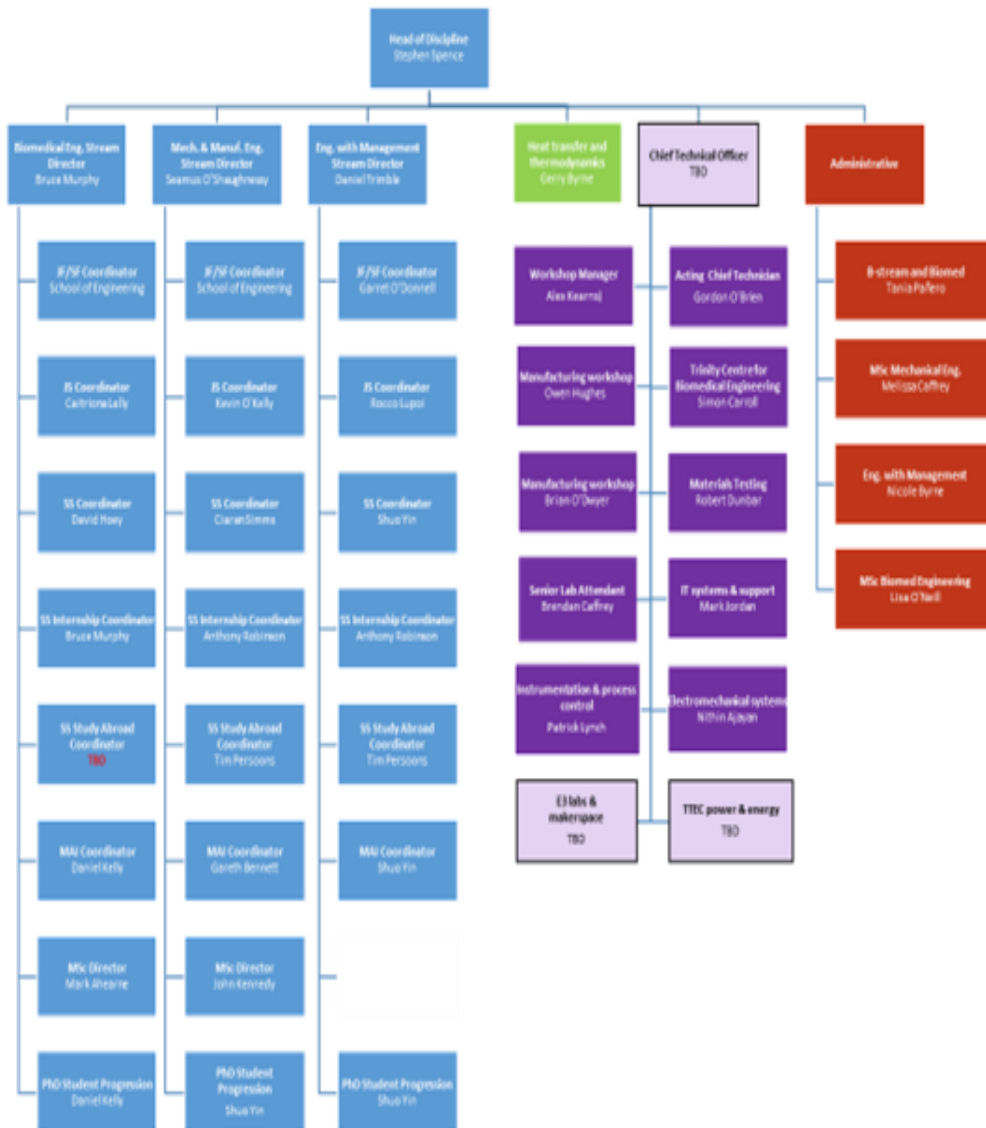 Head of Discipline
Stephen Spence
Biomedical Eng. Stream
Director
Bruce Murphy
Mech. & Manuf. Eng.
Stream Director
Seamus O'Shaughnessy
Eng. with Management
Stream Director
Daniel Trimble
Heat transfer and
thermodynamics
Gerry Byrne
Chief Technical Officer
TBD
Administrative
JF/SF Coordinator
School of Engineering
JS Coordinator
Caitriona Lally
SS Coordinator
David Hoey
SS Internship Coordinator
Bruce Murphy
SS Study Abroad
Coordinator
TBD
MAI Coordinator
Daniel Kelly
MSc Director
Mark Ahearne
PhD Student Progression
Daniel Kelly
JF/SF Coordinator
School of Engineering
JS Coordinator
Kevin O'Kelly
SS Coordinator
Ciaran Simms
SS Internship Coordinator
Anthony Robinson
SS Study Abroad
Coordinator
Tim Persoons
MAI Coordinator
Gareth Bennett
MSc Director
John Kennedy
PhD Student
Progression
Shuo Yin
JF/SF Coordinator
Garret O'Donnell
JS Coordinator
Rocco Lupoi
SS Coordinator
Shuo Yin
SS Internship Coordinator
Anthony Robinson
SS Study Abroad
Coordinator
Tim Persoons
MAI Coordinator
Shuo Yin
PhD Student Progression
Shuo Yin
Workshop Manager
Alex Kearns)
Manufacturing workshop
Owen Hughes
Manufacturing workshop
Brian O'Dwyer
Senior Lab Attendant
Brendan Caffrey
Instrumentation & process
control
Patrick Lynch
E3 labs &
makerspace
TBD
Acting Chief Technician
Gordon O'Brien
Trinity Centre for
Biomedical Engineering
Simon Carroll
Materials Testing
Robert Dunbar
IT systems & support
Mark Jordan
Electromechanical systems
Nithin Ajayan
TTEC power & energy
TBD
B-stream and Biomed
Tania
MSc Mechanical Eng.
Melissa Caffrey
Eng. with Management
Nicole Byrne
MSc Biomed Engineering
Lisa O'Neill